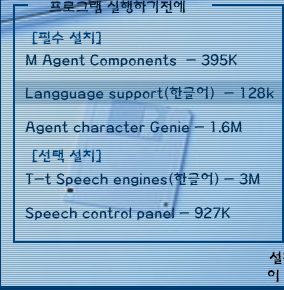 프로그램 실행하기전에
[필수 설치]
M Agent Components - 395K
Langguage support(한글어) - 128k
Agent character Genie - 1.6M
[선택 설치]
T-t Speech engines(한글어) - 3M
Speech control panel - 927K
이